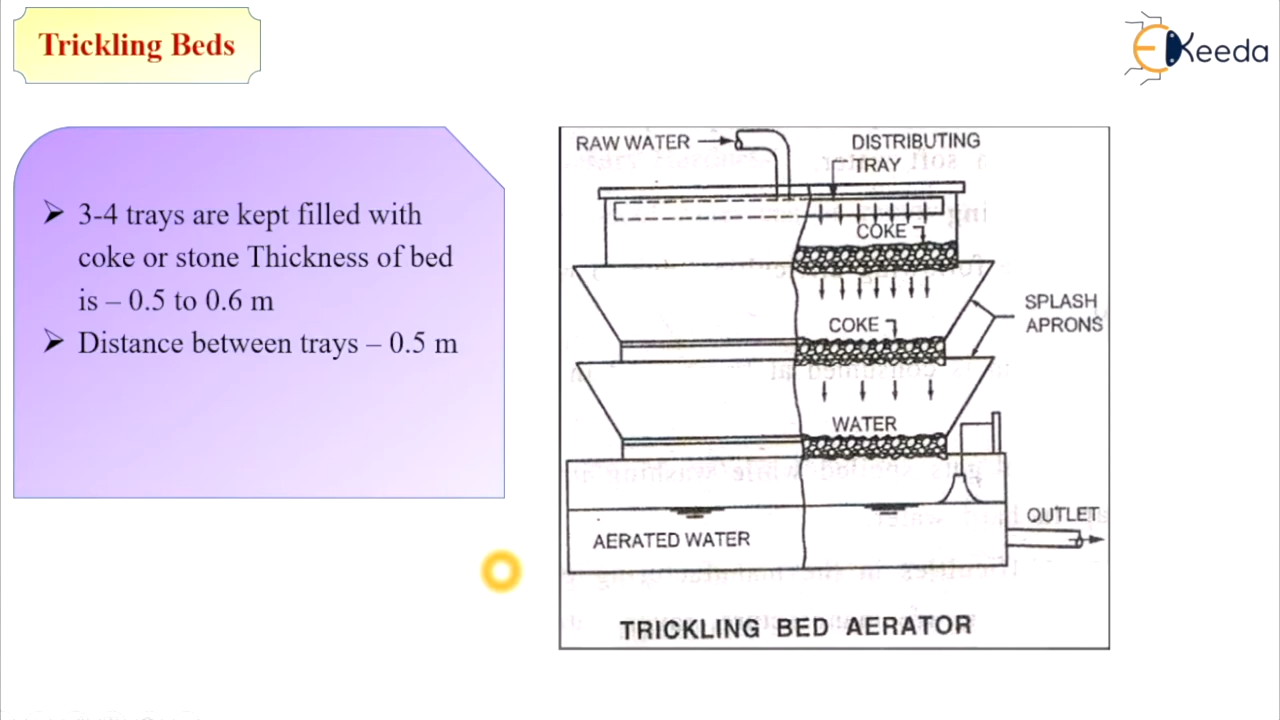 Trickling Beds
Keeda
➢ 3-4 trays are kept filled with
coke or stone Thickness of bed
is – 0.5 to 0.6 m
➢ Distance between trays – 0.5 m
RAW WATER
DISTRIBUTING
TRAY
COKE
COKE
SPLASH
APRONS
WATER
OUTLET
AERATED WATER
TRICKLING BED AERATOR